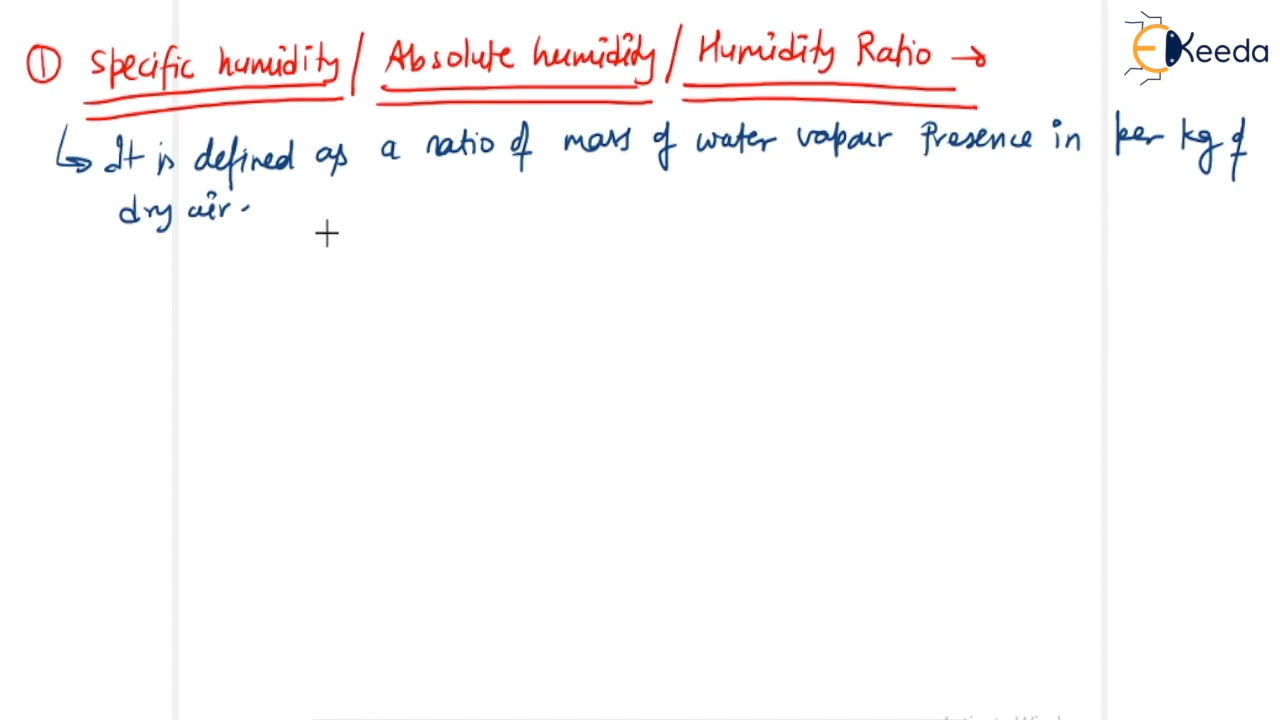 ① Specific humidity / Absolute humidity / Humidity Ratio →
EKeeda
↳ It is defined as a ratio of mass of water vapour Presence in per kg of
dry air.